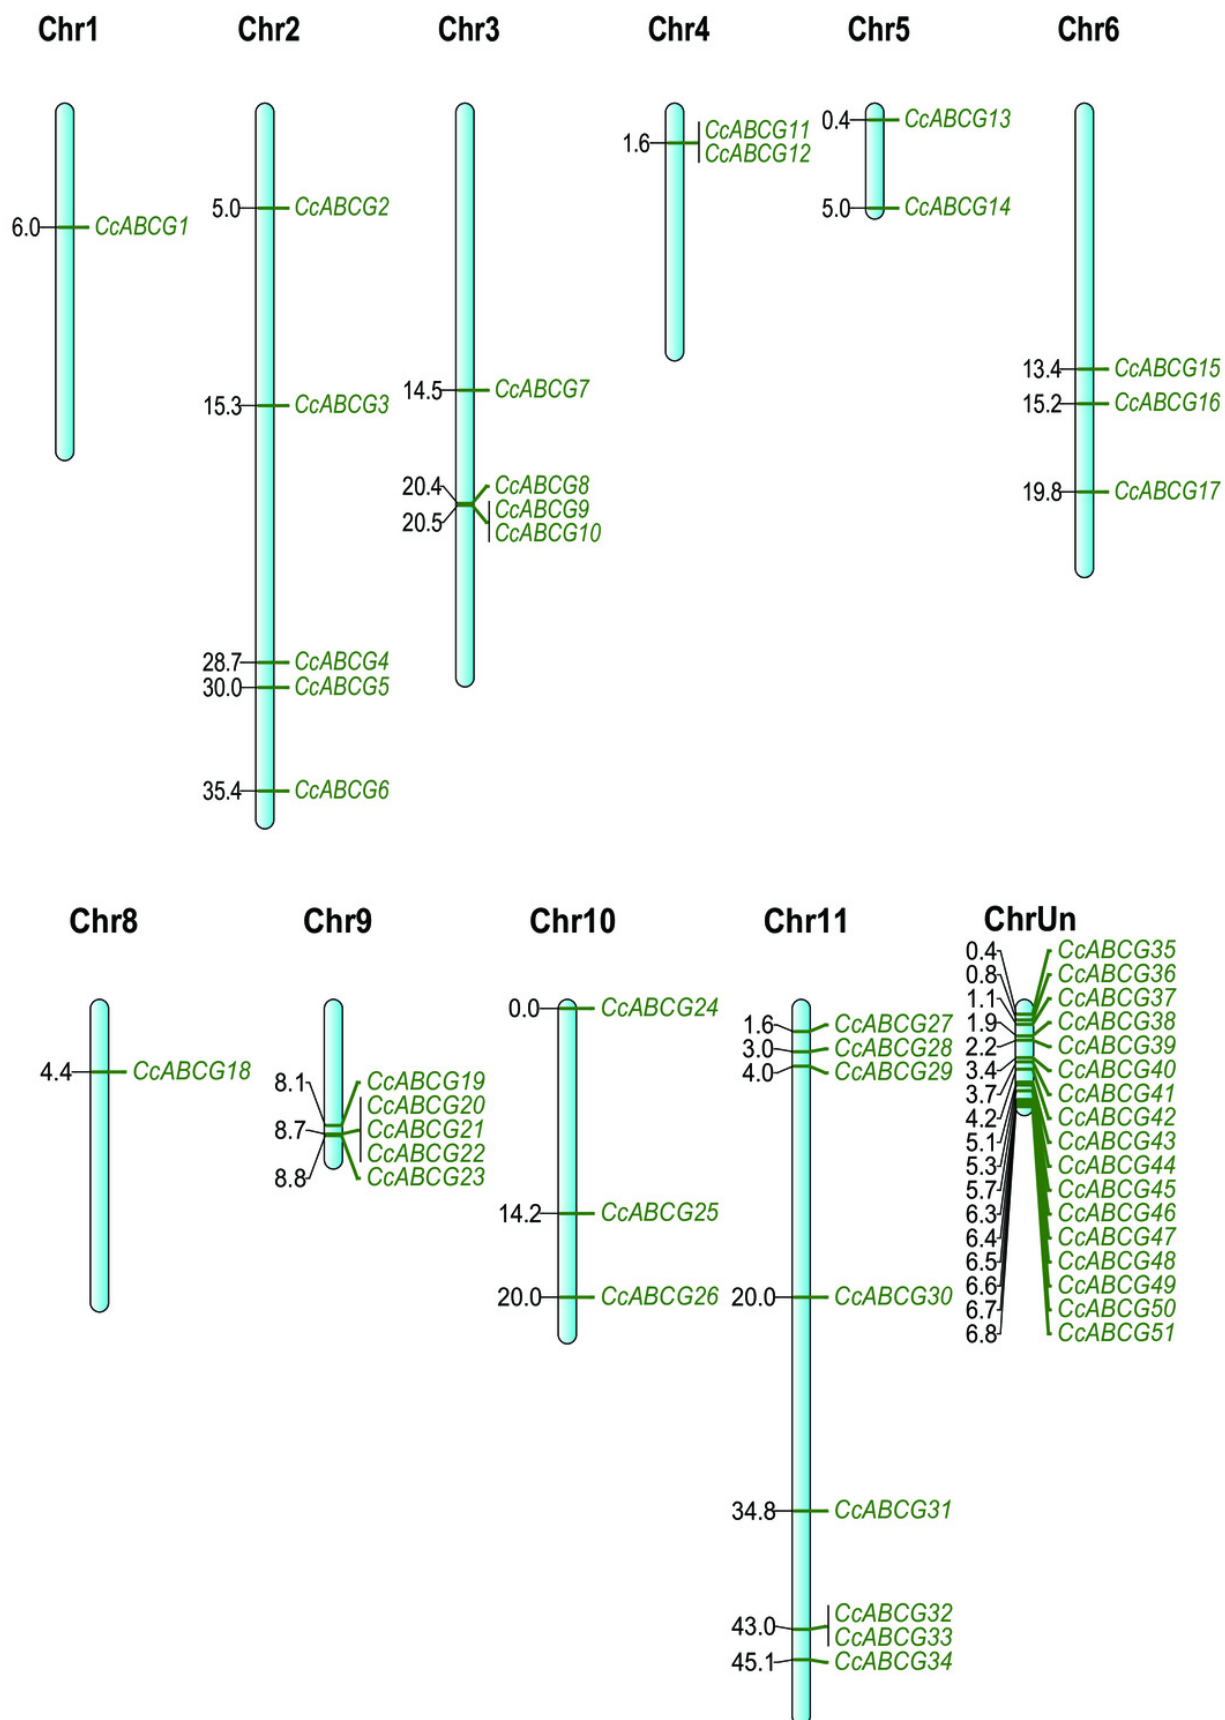 Chr1
6.0 CcABCG1
Chr2
5.0 CcABCG2
15.3 CcABCG3
28.7 CcABCG4
30.0 CcABCG5
35.4 CcABCG6
Chr3
14.5 CcABCG7
20.4 CcABCG8
20.5 CcABCG9
CcABCG10
Chr4
1.6 CcABCG11
CcABCG12
Chr5
0.4 CcABCG13
5.0 CcABCG14
Chr6
13.4 CcABCG15
15.2 CcABCG16
19.8 CcABCG17
Chr8
4.4 CcABCG18
Chr9
8.1 CcABCG19
CcABCG20
8.7 CcABCG21
CcABCG22
8.8 CcABCG23
Chr10
0.0 CcABCG24
14.2 CcABCG25
20.0 CcABCG26
Chr11
1.6 CcABCG27
3.0 CcABCG28
4.0 CcABCG29
20.0 CcABCG30
34.8 CcABCG31
43.0 CcABCG32
CcABCG33
45.1 CcABCG34
ChrUn
0.4 CcABCG35
0.8 CcABCG36
1.1 CcABCG37
1.9 CcABCG38
2.2 CcABCG39
3.4 CcABCG40
3.7 CcABCG41
4.2 CcABCG42
5.1 CcABCG43
5.3 CcABCG44
5.7 CcABCG45
6.3 CcABCG46
6.4 CcABCG47
6.5 CcABCG48
6.6 CcABCG49
6.7 CcABCG50
6.8 CcABCG51